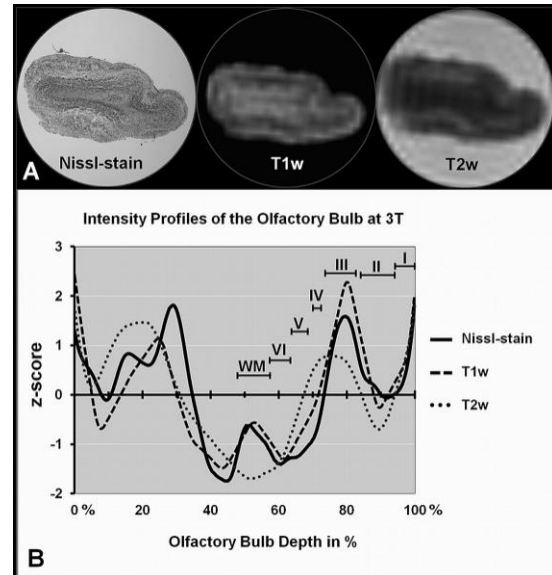 Nissl-stain T1w T2w
A
Intensity Profiles of the Olfactory Bulb at 3T
3
2
1
0
-1
-2
z-score
WM VI V IV III II I
0 % 20 40 60 80 100 %
Olfactory Bulb Depth in %
Nissl-stain
T1w
T2w
B